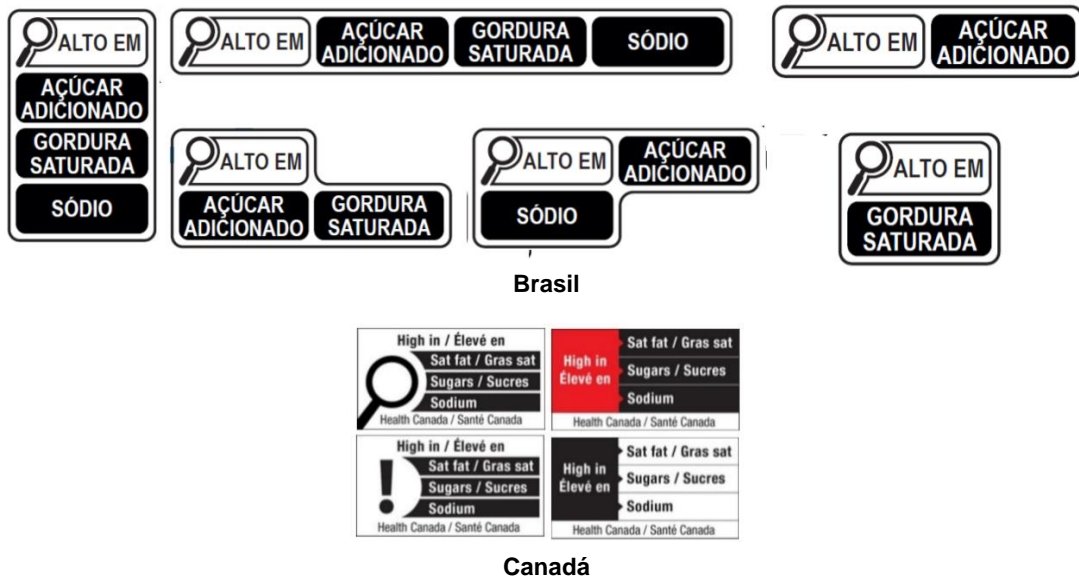 ALTO EM
AÇÚCAR
ADICIONADO
GORDURA
SATURADA
SÓDIO
ALTO EM
AÇÚCAR
ADICIONADO
GORDURA
SATURADA
SÓDIO
ALTO EM
AÇÚCAR
ADICIONADO
ALTO EM
AÇÚCAR
ADICIONADO
GORDURA
SATURADA
ALTO EM
AÇÚCAR
ADICIONADO
SÓDIO
ALTO EM
GORDURA
SATURADA
Brasil
High in / Élevé en
Sat fat / Gras sat
Sugars / Sucres
Sodium
Health Canada / Santé Canada
High in
Élevé en
Sat fat / Gras sat
Sugars / Sucres
Sodium
Health Canada / Santé Canada
High in / Élevé en
Sat fat / Gras sat
Sugars / Sucres
Sodium
Health Canada / Santé Canada
High in
Élevé en
Sat fat / Gras sat
Sugars / Sucres
Sodium
Health Canada / Santé Canada
Canadá